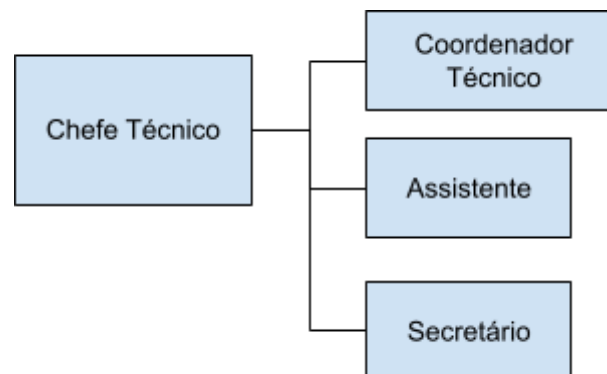 Chefe Técnico
Coordenador
Técnico
Assistente
Secretário